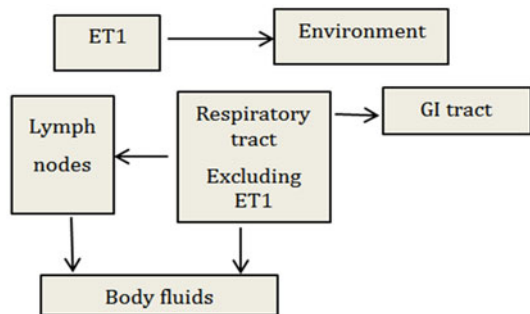 ET1
Environment
Lymph
nodes
Respiratory
tract
Excluding
ET1
GI tract
Body fluids